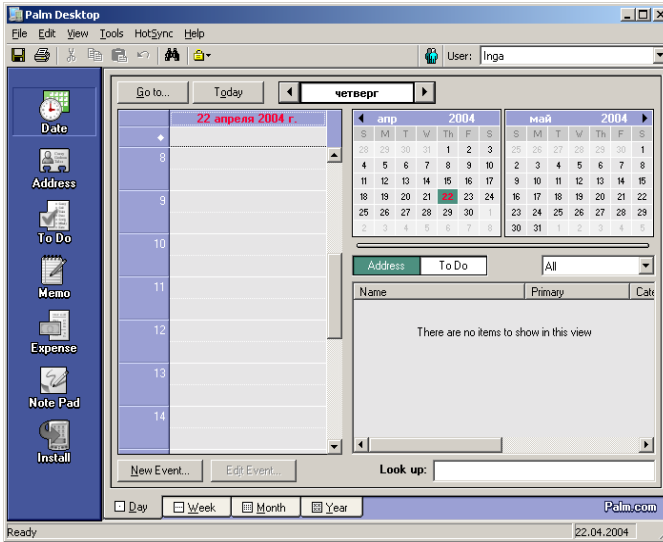 Palm Desktop
File Edit View Tools HotSync Help
User: Inga
Date
Address
To Do
Memo
Expense
Note Pad
Install
Go to... Today четверг
22 апреля 2004 г.
8
9
10
11
12
13
14
апр 2004
S M T W Th F S
28 29 30 31 1 2 3
4 5 6 7 8 9 10
11 12 13 14 15 16 17
18 19 20 21 22 23 24
25 26 27 28 29 30 1
2 3 4 5 6 7 8
май 2004
S M T W Th F S
25 26 27 28 29 30 1
2 3 4 5 6 7 8
9 10 11 12 13 14 15
16 17 18 19 20 21 22
23 24 25 26 27 28 29
30 31 1 2 3 4 5
Address To Do All
Name Primary Cate
There are no items to show in this view
New Event... Edit Event... Look up:
Day Week Month Year Palm.com
Ready 22.04.2004